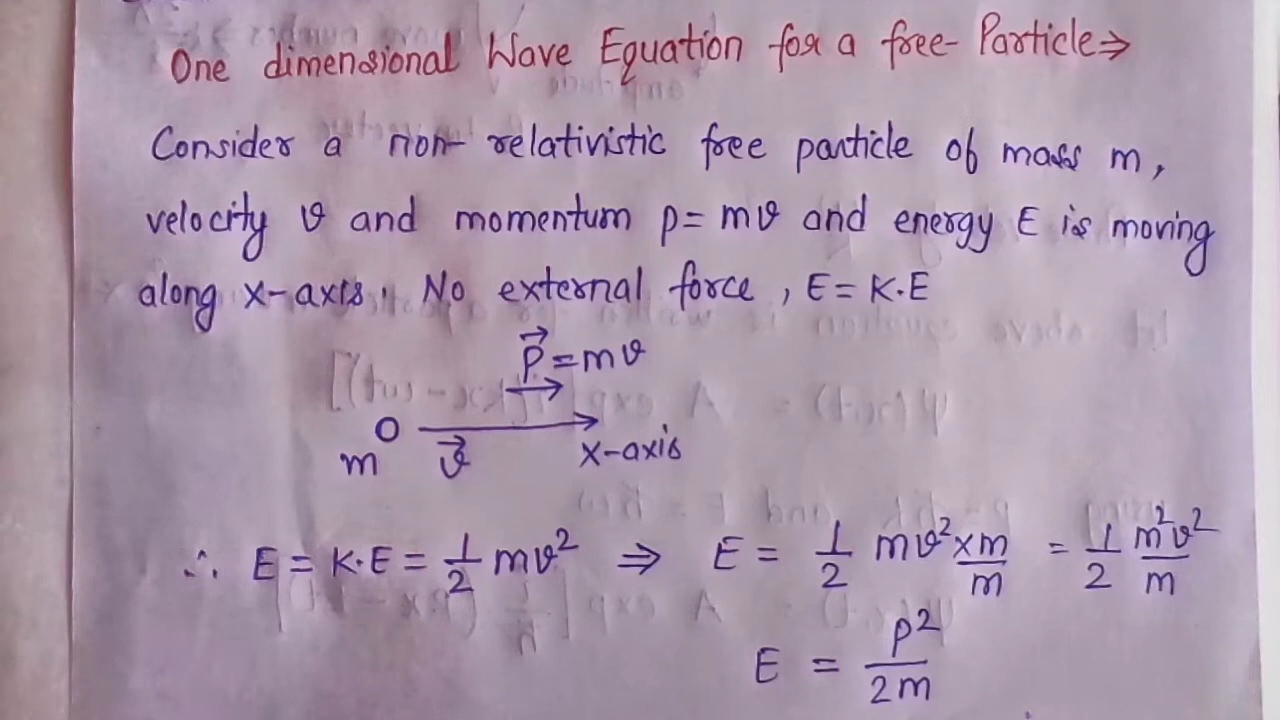 One dimensional Wave Equation for a free-Particle⇒
Consider a non-relativistic free particle of mass m,
velocity v and momentum p=mv and energy E is moving
along x-axis. No external force, E=K.E
P⃗=mv
m v⃗ x-axis
∴ E=K.E=1/2 mv² ⇒ E = 1/2 mv²×m/m = 1/2 m²v²/m
E = p²/2m